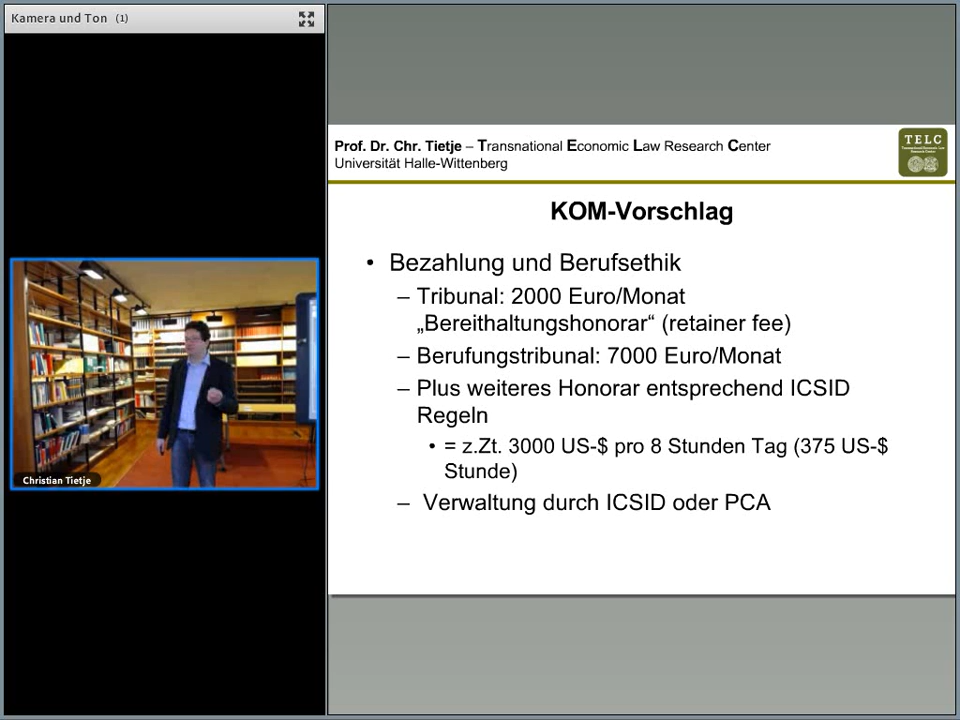 Kamera und Ton (1)
Christian Tietje
Prof. Dr. Chr. Tietje – Transnational Economic Law Research Center
Universität Halle-Wittenberg
TELC
KOM-Vorschlag
• Bezahlung und Berufsethik
– Tribunal: 2000 Euro/Monat
„Bereithaltungshonorar“ (retainer fee)
– Berufungstribunal: 7000 Euro/Monat
– Plus weiteres Honorar entsprechend ICSID
Regeln
• = z.Zt. 3000 US-$ pro 8 Stunden Tag (375 US-$
Stunde)
– Verwaltung durch ICSID oder PCA